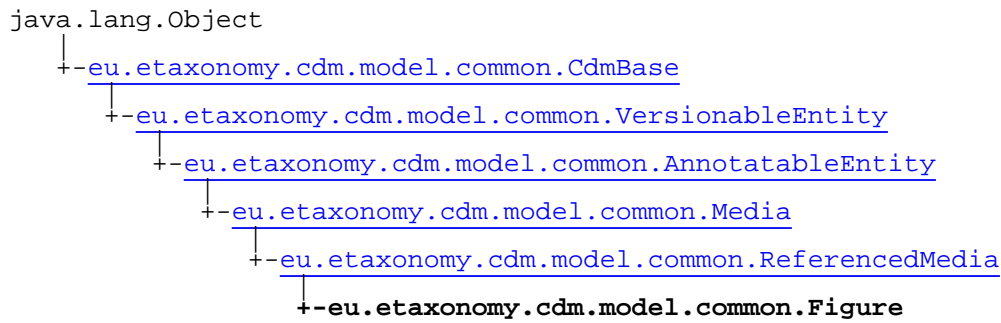 java.lang.Object
+-eu.etaxonomy.cdm.model.common.CdmBase
+-eu.etaxonomy.cdm.model.common.VersionableEntity
+-eu.etaxonomy.cdm.model.common.AnnotatableEntity
+-eu.etaxonomy.cdm.model.common.Media
+-eu.etaxonomy.cdm.model.common.ReferencedMedia
+-eu.etaxonomy.cdm.model.common.Figure